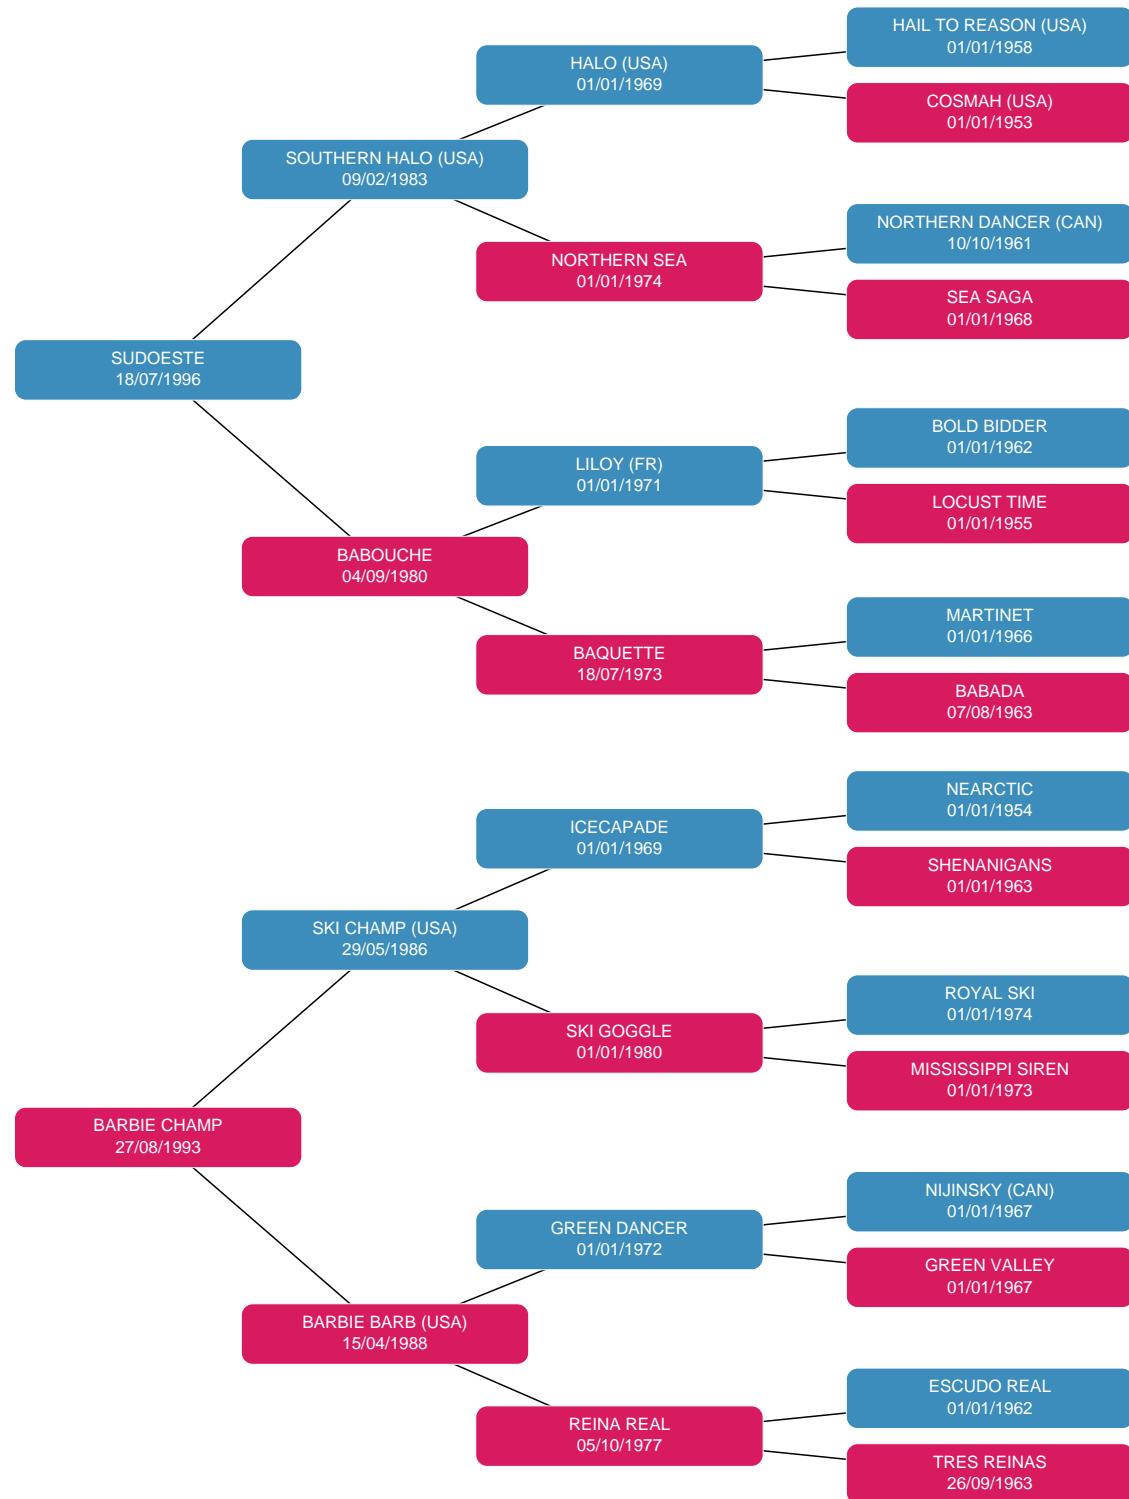 HAIL TO REASON (USA)
01/01/1958
HALO (USA)
01/01/1969
COSMAH (USA)
01/01/1953
SOUTHERN HALO (USA)
09/02/1983
NORTHERN DANCER (CAN)
10/10/1961
NORTHERN SEA
01/01/1974
SEA SAGA
01/01/1968
SUDOESTE
18/07/1996
BOLD BIDDER
01/01/1962
LILOY (FR)
01/01/1971
LOCUST TIME
01/01/1955
BABOUCHE
04/09/1980
MARTINET
01/01/1966
BAQUETTE
18/07/1973
BABADA
07/08/1963
NEARCTIC
01/01/1954
ICECAPADE
01/01/1969
SHENANIGANS
01/01/1963
SKI CHAMP (USA)
29/05/1986
ROYAL SKI
01/01/1974
SKI GOGGLE
01/01/1980
MISSISSIPPI SIREN
01/01/1973
BARBIE CHAMP
27/08/1993
NIJINSKY (CAN)
01/01/1967
GREEN DANCER
01/01/1972
GREEN VALLEY
01/01/1967
BARBIE BARB (USA)
15/04/1988
ESCUDO REAL
01/01/1962
REINA REAL
05/10/1977
TRES REINAS
26/09/1963